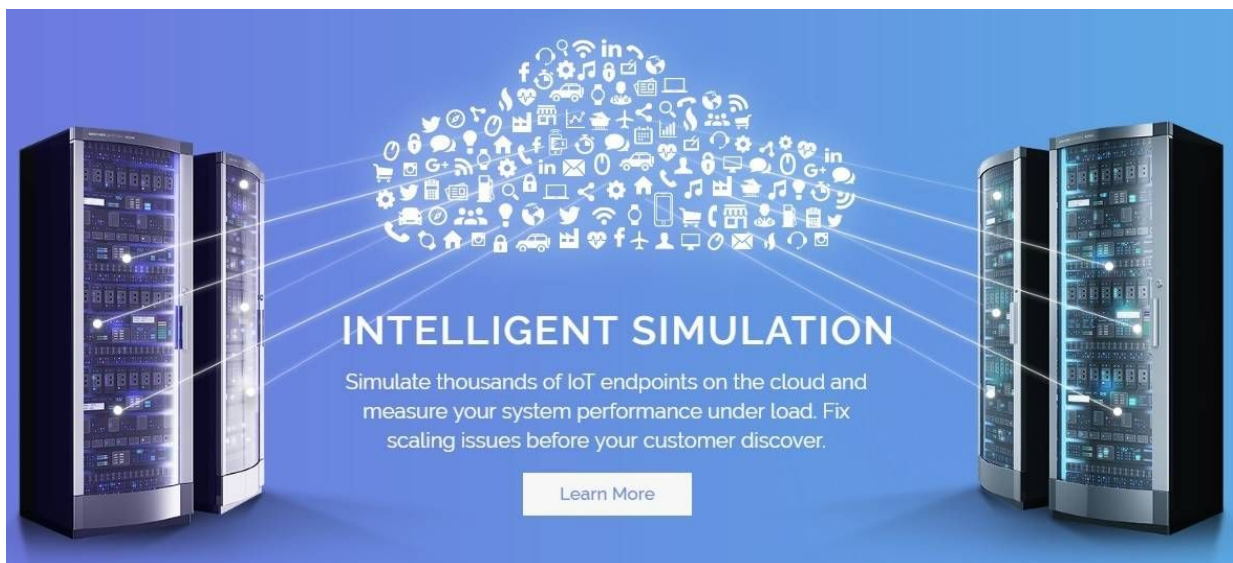 INTELLIGENT SIMULATION
Simulate thousands of IoT endpoints on the cloud and
measure your system performance under load. Fix
scaling issues before your customer discover.
Learn More